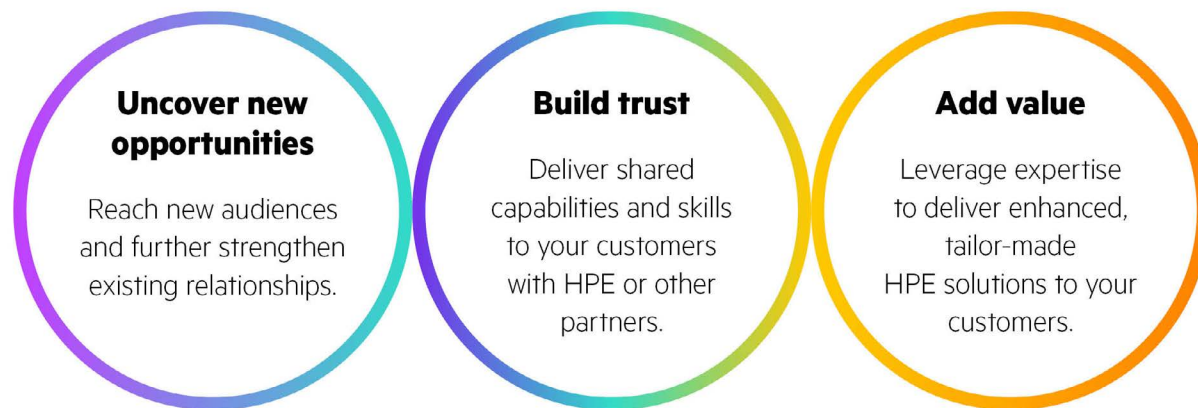 Uncover new
opportunities
Reach new audiences
and further strengthen
existing relationships.
Build trust
Deliver shared
capabilities and skills
to your customers
with HPE or other
partners.
Add value
Leverage expertise
to deliver enhanced,
tailor-made
HPE solutions to your
customers.